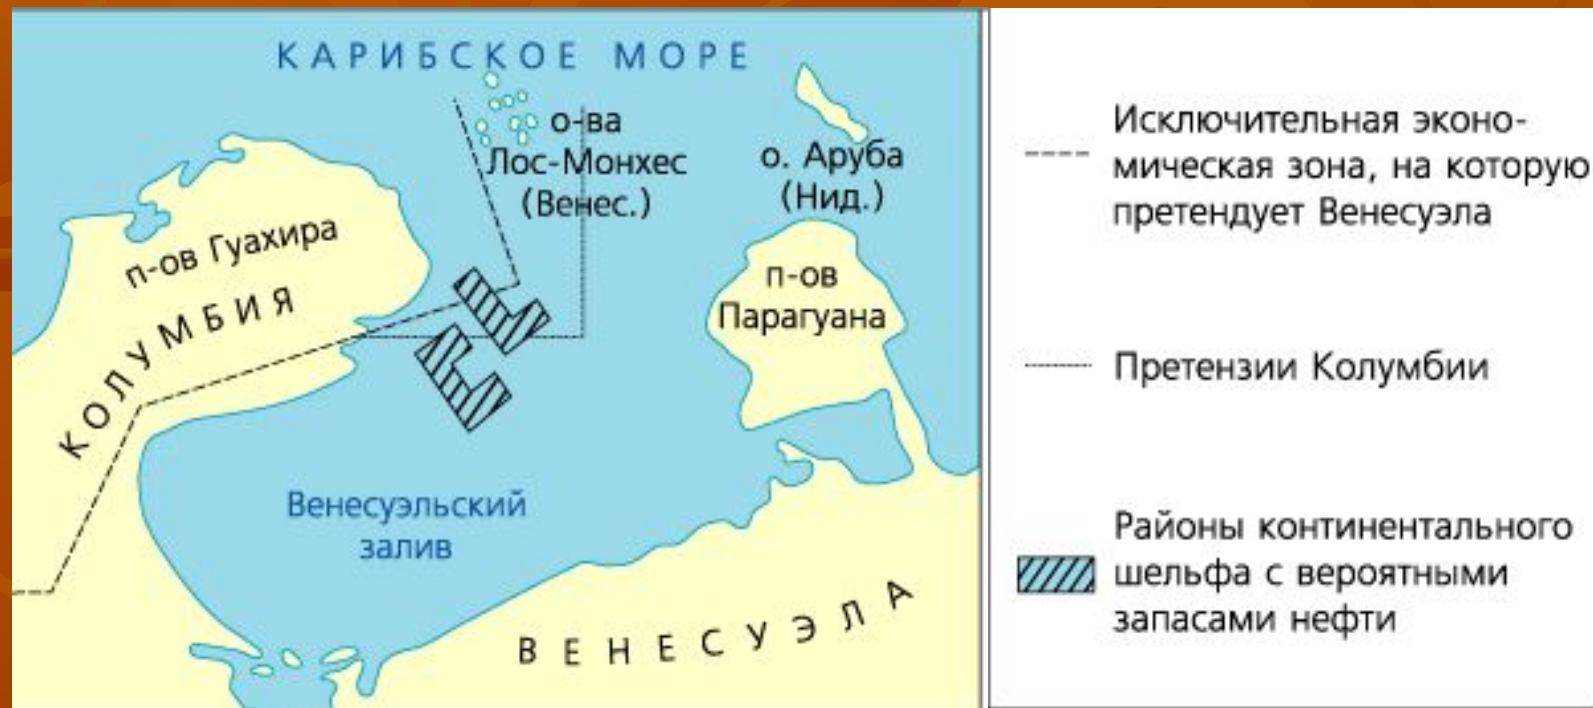 КАРИБСКОЕ МОРЕ
о-ва
Лос-Монхес
(Венес.)
о. Аруба
(Нид.)
п-ов Гуахира
КОЛУМБИЯ
п-ов
Парагуана
Венесуэльский
залив
ВЕНЕСУЭЛА
Исключительная эконо-
мическая зона, на которую
претендует Венесуэла
Претензии Колумбии
Районы континентального
шельфа с вероятными
запасами нефти